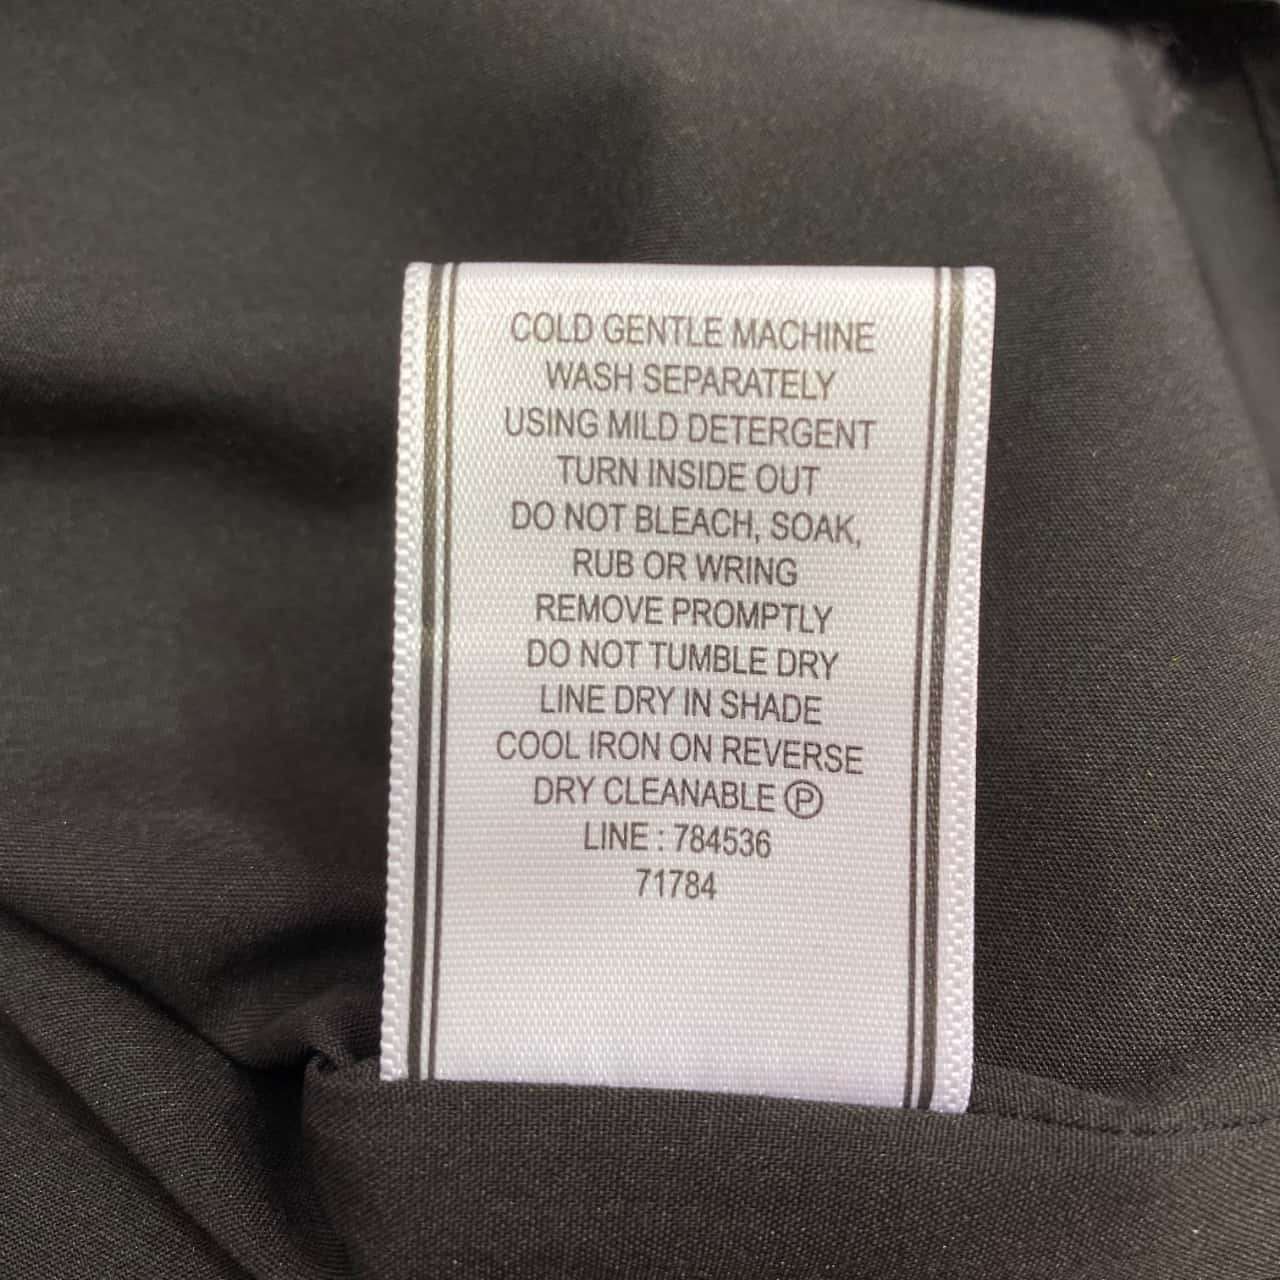 COLD GENTLE MACHINE
WASH SEPARATELY
USING MILD DETERGENT
TURN INSIDE OUT
DO NOT BLEACH, SOAK,
RUB OR WRING
REMOVE PROMPTLY
DO NOT TUMBLE DRY
LINE DRY IN SHADE
COOL IRON ON REVERSE
DRY CLEANABLE Ⓟ
LINE : 784536
71784